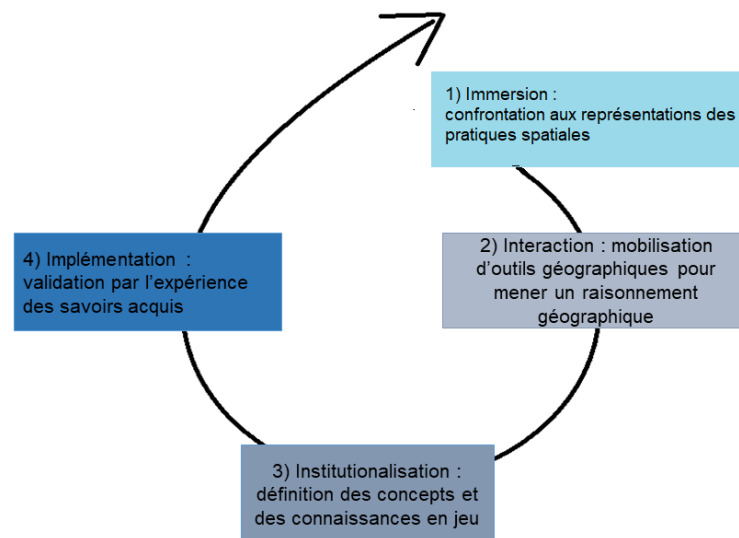 1) Immersion :
confrontation aux représentations des
pratiques spatiales
2) Interaction : mobilisation
d'outils géographiques pour
mener un raisonnement
géographique
3) Institutionalisation :
définition des concepts et
des connaissances en jeu
4) Implémentation :
validation par l'expérience
des savoirs acquis